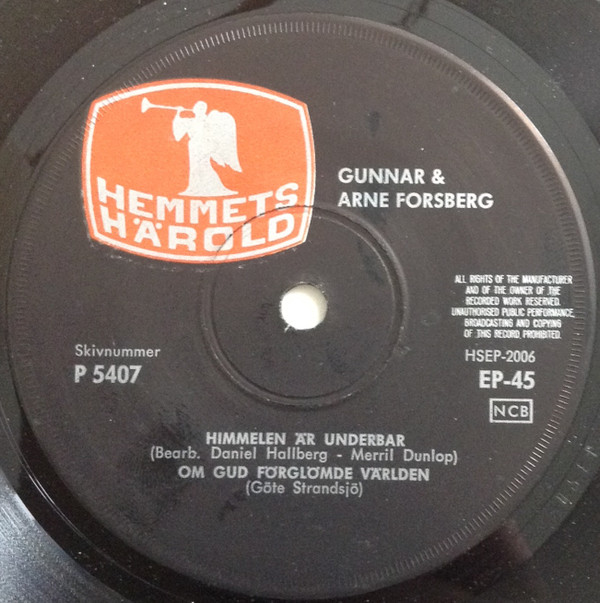 HEMMETS
HÄROLD
GUNNAR &
ARNE FORSBERG
ALL RIGHTS OF THE MANUFACTURER
AND OF THE OWNER OF THE
RECORDED WORK RESERVED.
UNAUTHORISED PUBLIC PERFORMANCE,
BROADCASTING AND COPYING
OF THIS RECORD PROHIBITED.
Skivnummer
P 5407
HSEP-2006
EP-45
NCB
HIMMELEN ÄR UNDERBAR
(Bearb. Daniel Hallberg - Merril Dunlop)
OM GUD FÖRGLÖMDE VÄRLDEN
(Göte Strandsjö)